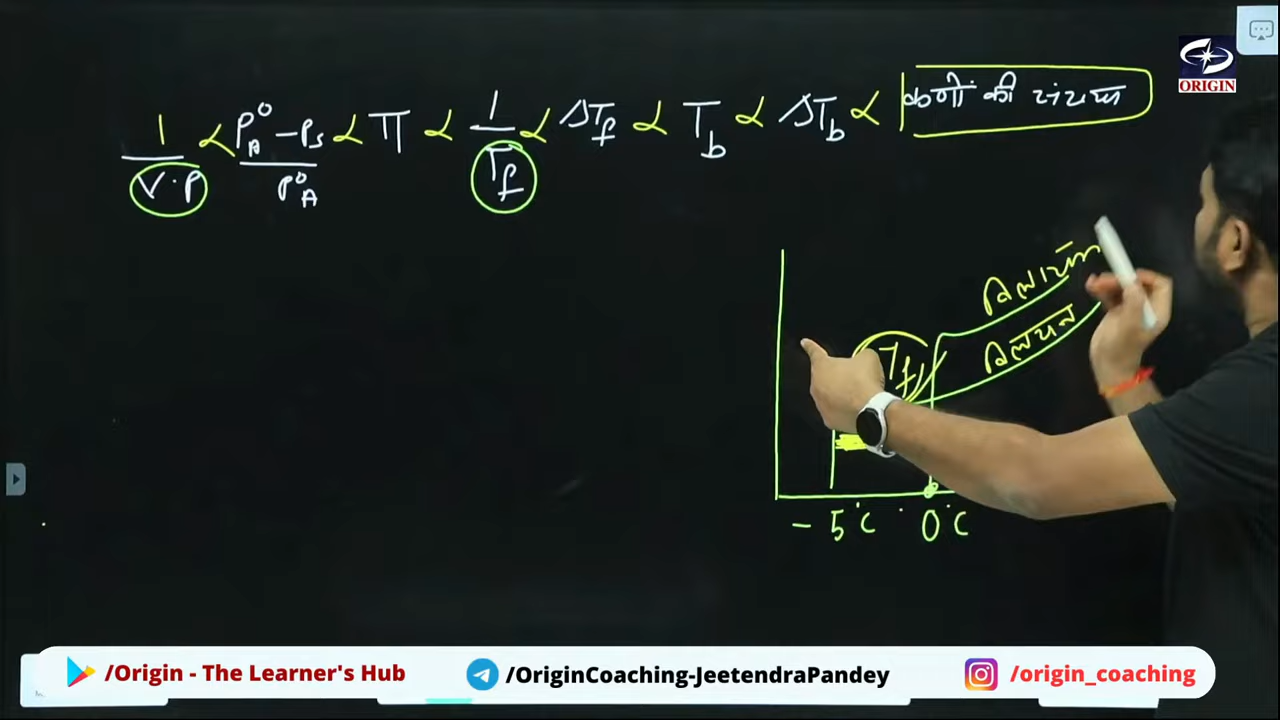 ORIGIN
1/V.P ∝ (P°A − Ps)/P°A ∝ π ∝ 1/Tf ∝ ΔTf ∝ Tb ∝ ΔTb ∝ कणों की संख्या
विलायक
Tf
विलयन
- 5°C 0°C
/Origin - The Learner's Hub /OriginCoaching-JeetendraPandey /origin_coaching